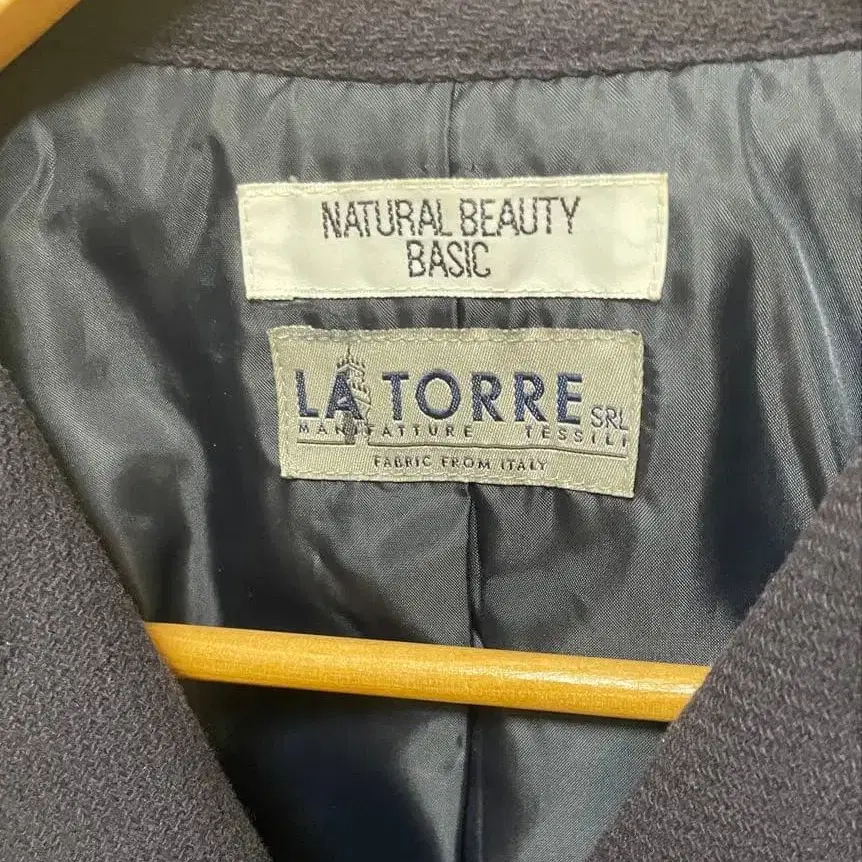 NATURAL BEAUTY
BASIC
LA TORRE SRL
MANIFATTURE TESSILI
FABRIC FROM ITALY